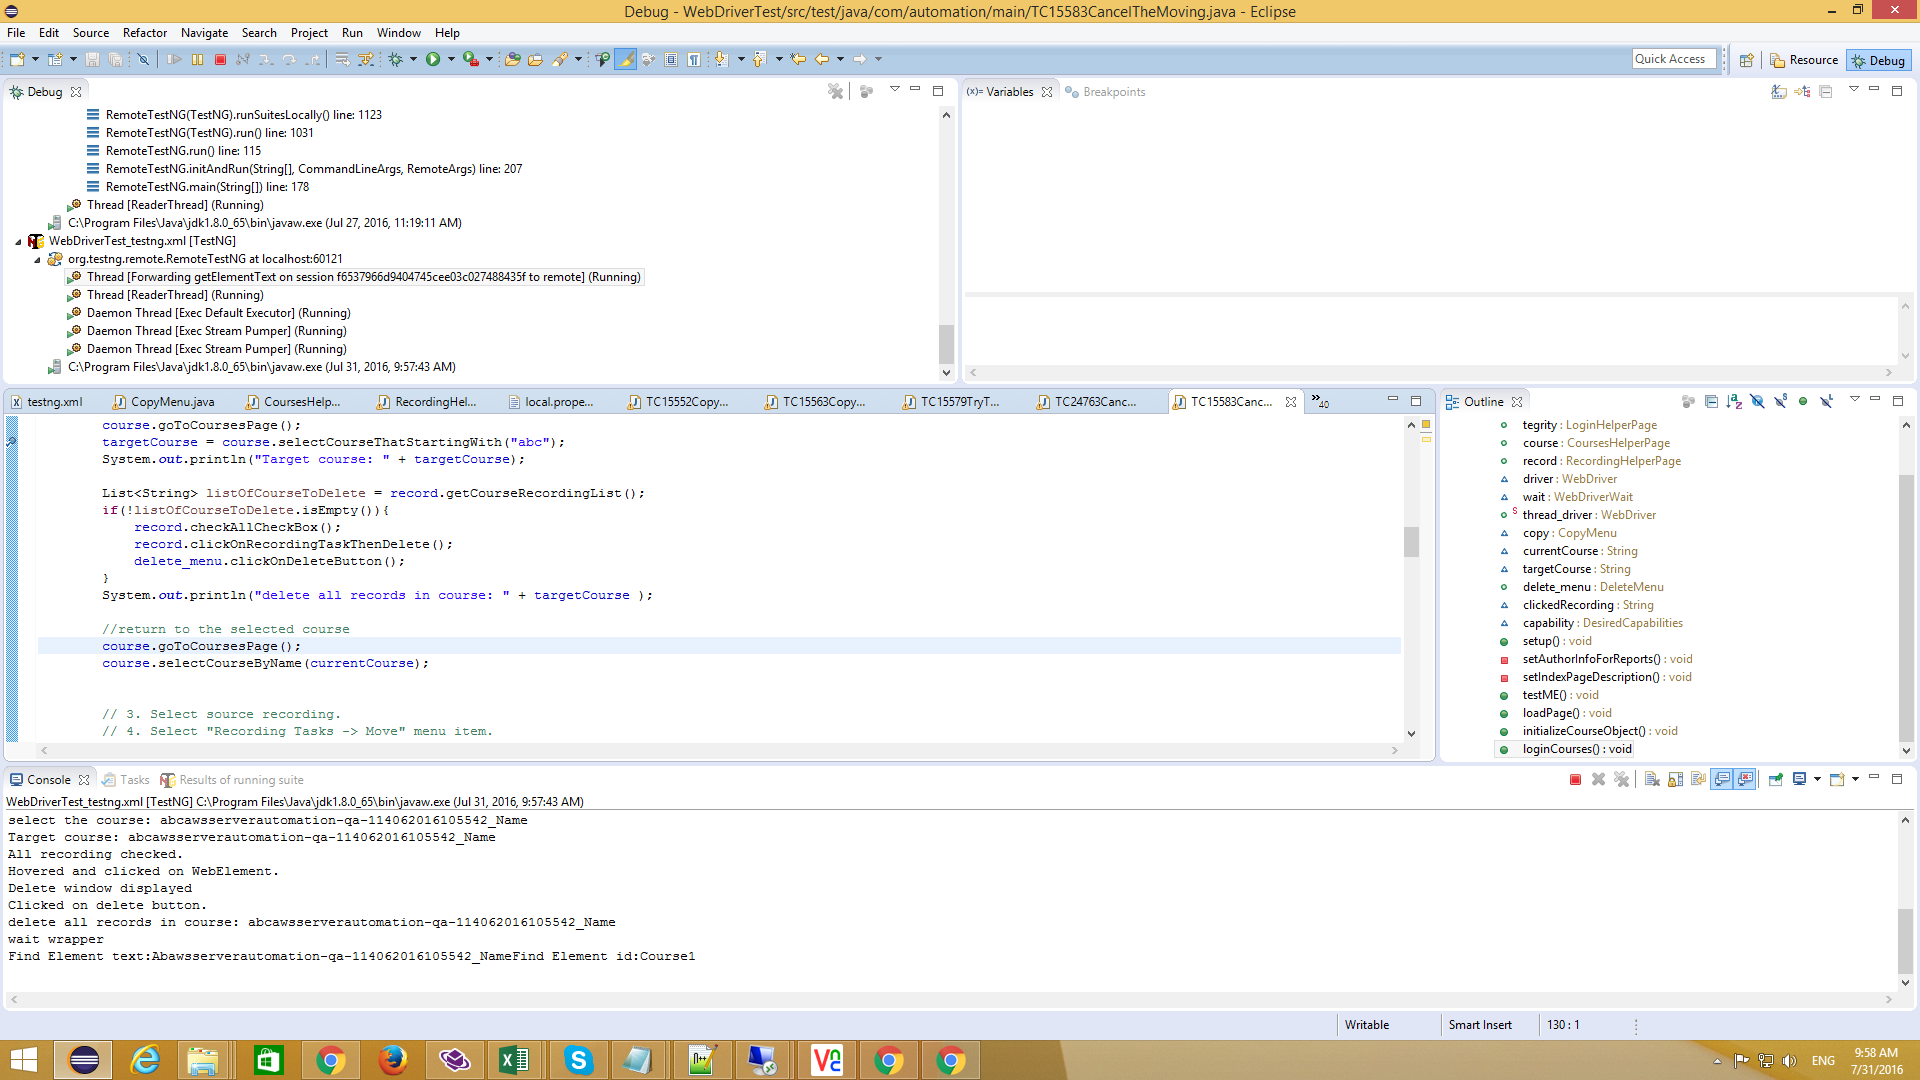 Debug - WebDriverTest/src/test/java/com/automation/main/TC15583CancelTheMoving.java - Eclipse
File Edit Source Refactor Navigate Search Project Run Window Help
Quick Access
Resource
Debug
Debug
RemoteTestNG(TestNG).runSuitesLocally() line: 1123
RemoteTestNG(TestNG).run() line: 1031
RemoteTestNG.run() line: 115
RemoteTestNG.initAndRun(String[], CommandLineArgs, RemoteArgs) line: 207
RemoteTestNG.main(String[]) line: 178
Thread [ReaderThread] (Running)
C:\Program Files\Java\jdk1.8.0_65\bin\javaw.exe (Jul 27, 2016, 11:19:11 AM)
WebDriverTest_testng.xml [TestNG]
org.testng.remote.RemoteTestNG at localhost:60121
Thread [Forwarding getElementText on session f6537966d9404745cee03c027488435f to remote] (Running)
Thread [ReaderThread] (Running)
Daemon Thread [Exec Default Executor] (Running)
Daemon Thread [Exec Stream Pumper] (Running)
Daemon Thread [Exec Stream Pumper] (Running)
C:\Program Files\Java\jdk1.8.0_65\bin\javaw.exe (Jul 31, 2016, 9:57:43 AM)
(x)= Variables
Breakpoints
testng.xml
CopyMenu.java
CoursesHelp...
RecordingHel...
local.prope...
TC15552Copy...
TC15563Copy...
TC15579TryT...
TC24763Canc...
TC15583Canc...
»40
course.goToCoursesPage();
targetCourse = course.selectCourseThatStartingWith("abc");
System.out.println("Target course: " + targetCourse);
List<String> listOfCourseToDelete = record.getCourseRecordingList();
if(!listOfCourseToDelete.isEmpty()){
record.checkAllCheckBox();
record.clickOnRecordingTaskThenDelete();
delete_menu.clickOnDeleteButton();
}
System.out.println("delete all records in course: " + targetCourse );
//return to the selected course
course.goToCoursesPage();
course.selectCourseByName(currentCourse);
// 3. Select source recording.
// 4. Select "Recording Tasks -> Move" menu item.
Outline
tegrity : LoginHelperPage
course : CoursesHelperPage
record : RecordingHelperPage
driver : WebDriver
wait : WebDriverWait
thread_driver : WebDriver
copy : CopyMenu
currentCourse : String
targetCourse : String
delete_menu : DeleteMenu
clickedRecording : String
capability : DesiredCapabilities
setup() : void
setAuthorInfoForReports() : void
setIndexPageDescription() : void
testME() : void
loadPage() : void
initializeCourseObject() : void
loginCourses() : void
Console
Tasks
Results of running suite
WebDriverTest_testng.xml [TestNG] C:\Program Files\Java\jdk1.8.0_65\bin\javaw.exe (Jul 31, 2016, 9:57:43 AM)
select the course: abcawsserverautomation-qa-114062016105542_Name
Target course: abcawsserverautomation-qa-114062016105542_Name
All recording checked.
Hovered and clicked on WebElement.
Delete window displayed
Clicked on delete button.
delete all records in course: abcawsserverautomation-qa-114062016105542_Name
wait wrapper
Find Element text:Abawsserverautomation-qa-114062016105542_NameFind Element id:Course1
Writable
Smart Insert
130 : 1
ENG
9:58 AM
7/31/2016